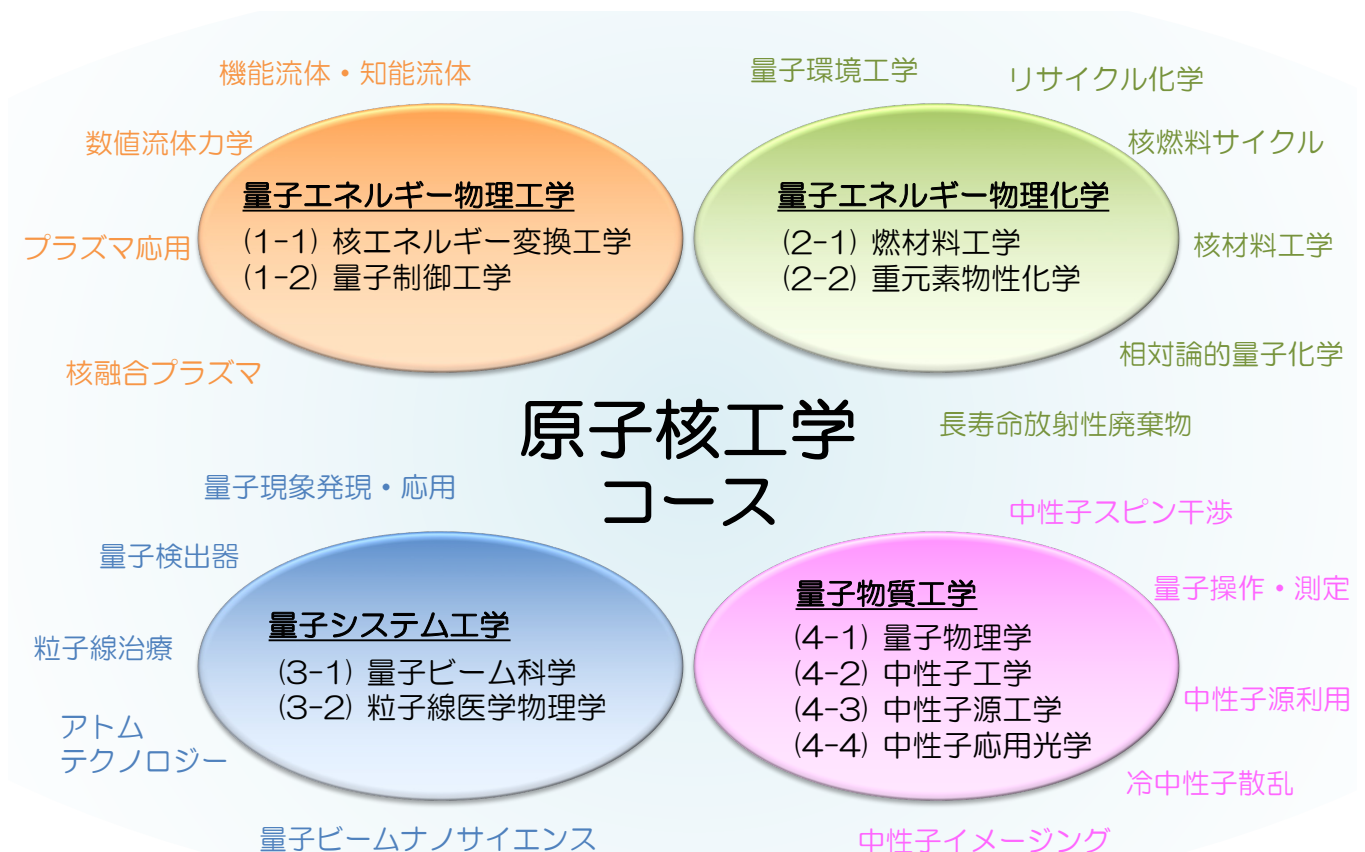 機能流体・知能流体
数値流体力学
プラズマ応用
核融合プラズマ
量子エネルギー物理工学
(1-1) 核エネルギー変換工学
(1-2) 量子制御工学
量子環境工学
リサイクル化学
核燃料サイクル
核材料工学
相対論的量子化学
長寿命放射性廃棄物
量子エネルギー物理化学
(2-1) 燃材料工学
(2-2) 重元素物性化学
原子核工学
コース
量子現象発現・応用
量子検出器
粒子線治療
アトム
テクノロジー
量子ビームナノサイエンス
量子システム工学
(3-1) 量子ビーム科学
(3-2) 粒子線医学物理学
中性子スピン干渉
量子操作・測定
中性子源利用
冷中性子散乱
中性子イメージング
量子物質工学
(4-1) 量子物理学
(4-2) 中性子工学
(4-3) 中性子源工学
(4-4) 中性子応用光学